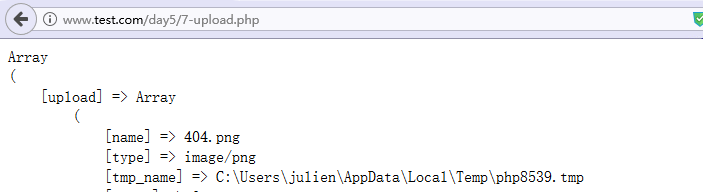 www.test.com/day5/7-upload.php
Array
(
[upload] => Array
(
[name] => 404.png
[type] => image/png
[tmp_name] => C:\Users\julien\AppData\Local\Temp\php8539.tmp